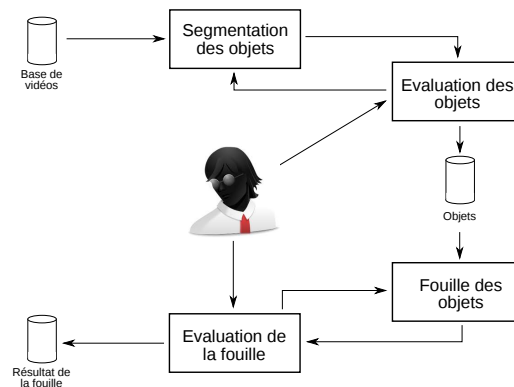 Segmentation
des objets
Base de
vidéos
Evaluation des
objets
Objets
Fouille des
objets
Evaluation de
la fouille
Résultat de
la fouille